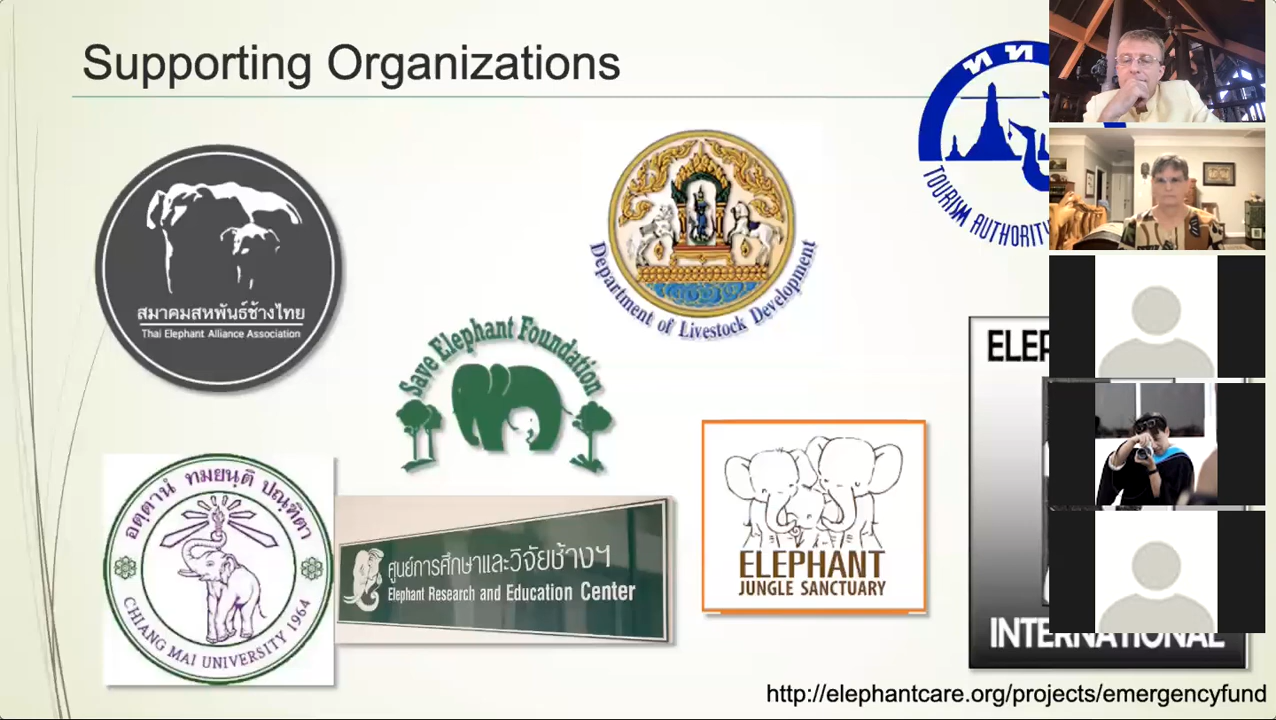 Supporting Organizations
ทท
TOURISM AUTHORITY
สมาคมสหพันธ์ช้างไทย
Thai Elephant Alliance Association
Department of Livestock Development
Save Elephant Foundation
ELEP
อตฺตานํ ทมยนฺติ ปณฺฑิตา
CHIANG MAI UNIVERSITY 1964
ศูนย์การศึกษาและวิจัยช้างฯ
Elephant Research and Education Center
ELEPHANT
JUNGLE SANCTUARY
INTERNATIONAL
http://elephantcare.org/projects/emergencyfund